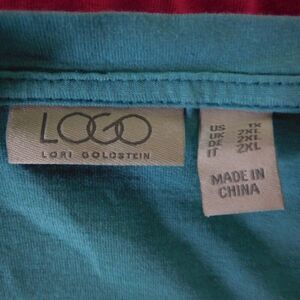 LOGO
LORI GOLDSTEIN
US 1X
UK 2XL
DE 2XL
IT 2XL
MADE IN
CHINA